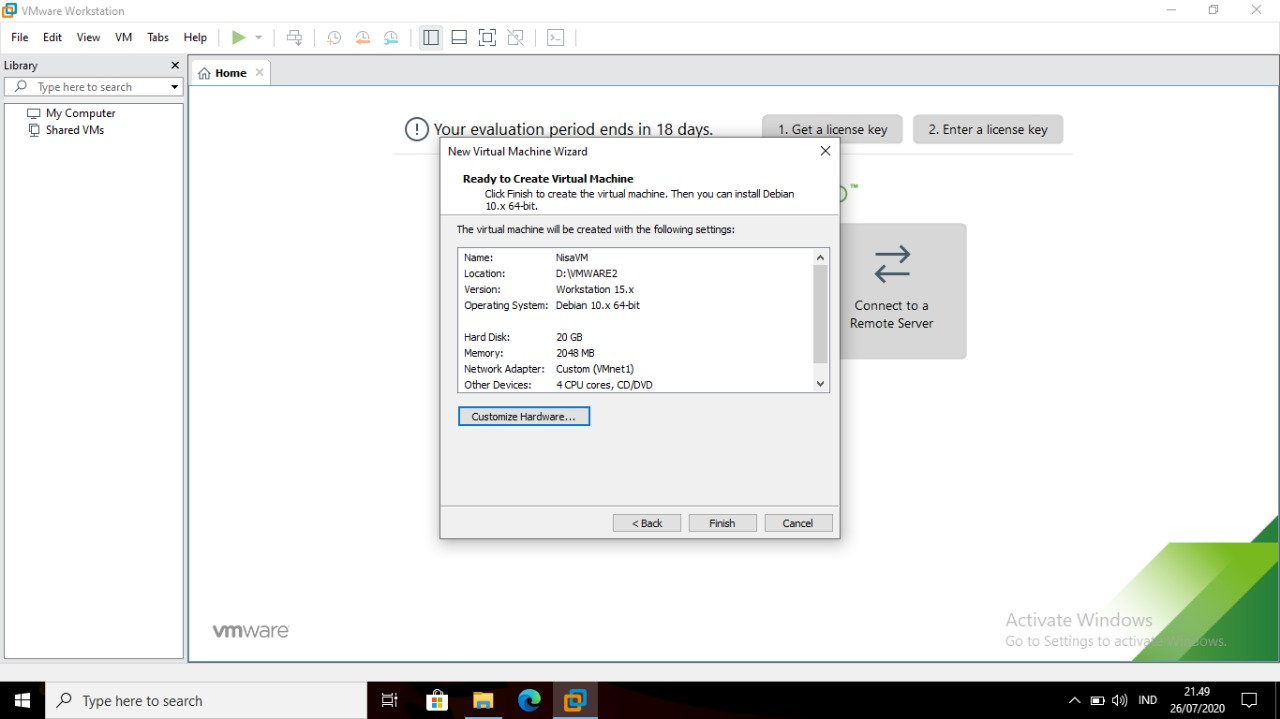 VMware Workstation
File Edit View VM Tabs Help
Library
Type here to search
My Computer
Shared VMs
Home
Your evaluation period ends in 18 days.
1. Get a license key
2. Enter a license key
New Virtual Machine Wizard
Ready to Create Virtual Machine
Click Finish to create the virtual machine. Then you can install Debian
10.x 64-bit.
The virtual machine will be created with the following settings:
Name: NisaVM
Location: D:\VMWARE2
Version: Workstation 15.x
Operating System: Debian 10.x 64-bit
Hard Disk: 20 GB
Memory: 2048 MB
Network Adapter: Custom (VMnet1)
Other Devices: 4 CPU cores, CD/DVD
Customize Hardware...
< Back
Finish
Cancel
™
Connect to a
Remote Server
vmware
Activate Windows
Go to Settings to activate Windows.
Type here to search
IND
21.49
26/07/2020